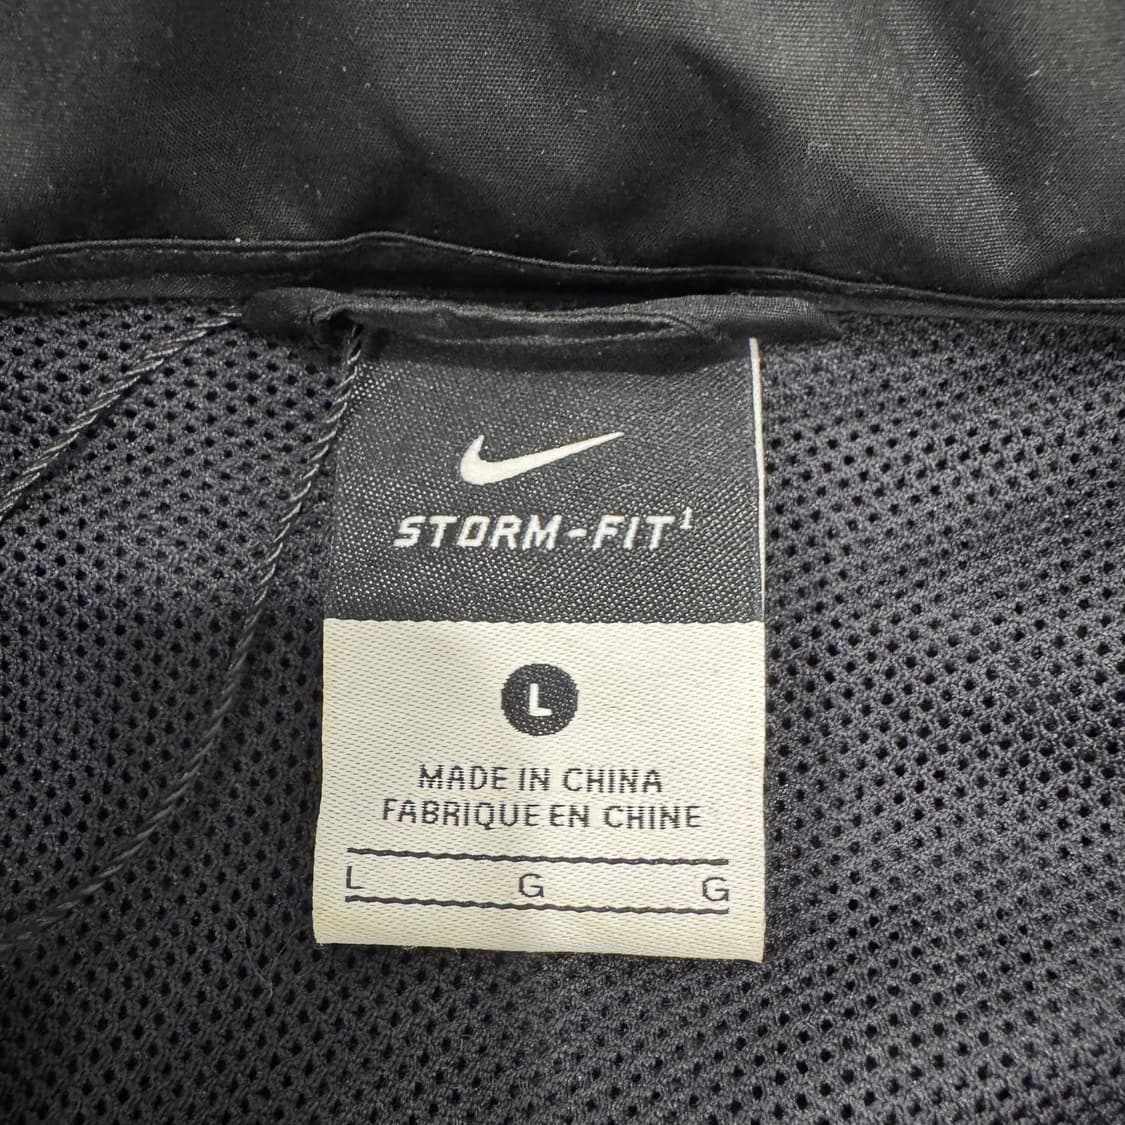 STORM-FIT¹
L
MADE IN CHINA
FABRIQUE EN CHINE
L G G